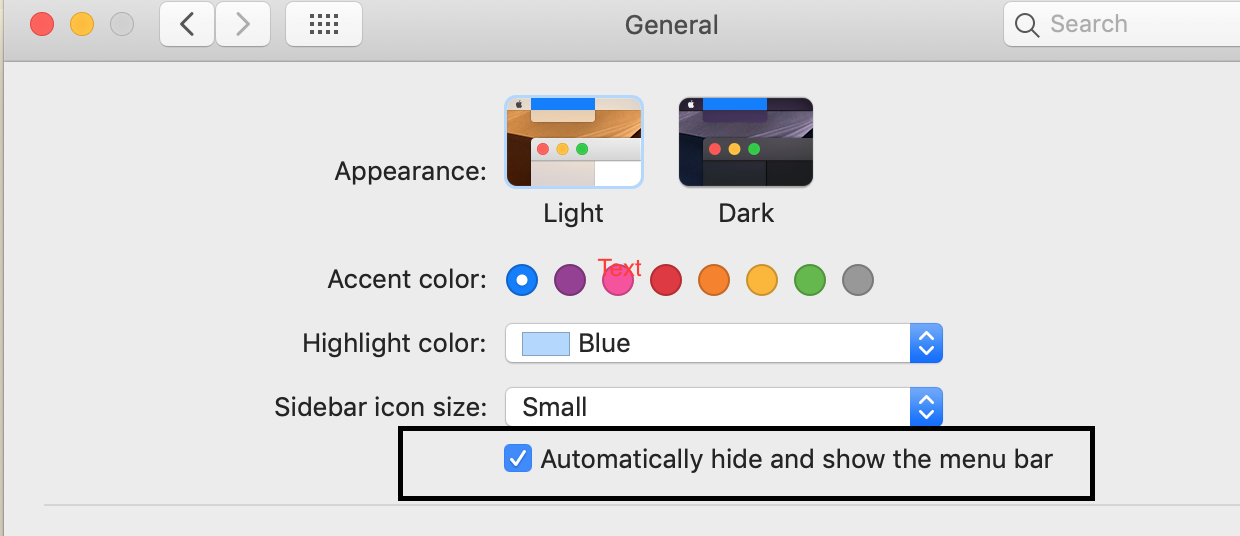 General
Search
Appearance:
Light
Dark
Text
Accent color:
Highlight color:
Blue
Sidebar icon size:
Small
Automatically hide and show the menu bar